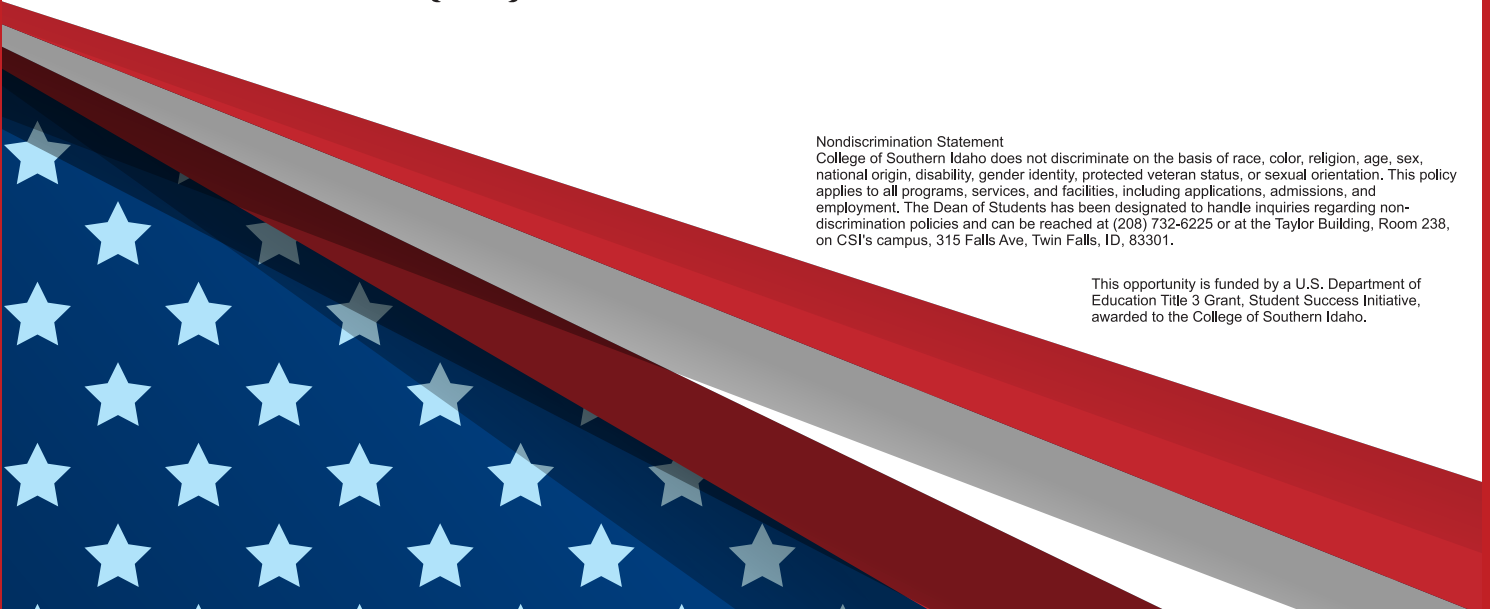 Nondiscrimination Statement
College of Southern Idaho does not discriminate on the basis of race, color, religion, age, sex,
national origin, disability, gender identity, protected veteran status, or sexual orientation. This policy
applies to all programs, services, and facilities, including applications, admissions, and
employment. The Dean of Students has been designated to handle inquiries regarding non-
discrimination policies and can be reached at (208) 732-6225 or at the Taylor Building, Room 238,
on CSI's campus, 315 Falls Ave, Twin Falls, ID, 83301.
This opportunity is funded by a U.S. Department of
Education Title 3 Grant, Student Success Initiative,
awarded to the College of Southern Idaho.